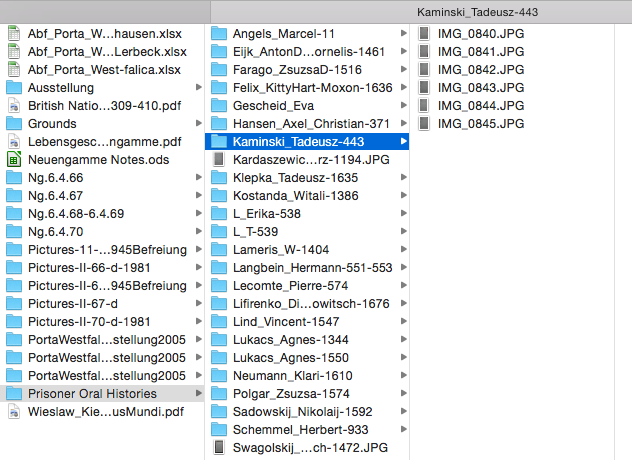 Kaminski_Tadeusz-443
Abf_Porta_W...hausen.xlsx
Abf_Porta_W...Lerbeck.xlsx
Abf_Porta_West-falica.xlsx
Ausstellung
British Natio...309-410.pdf
Grounds
Lebensgesc...ngamme.pdf
Neuengamme Notes.ods
Ng.6.4.66
Ng.6.4.67
Ng.6.4.68-6.4.69
Ng.6.4.70
Pictures-11-...945Befreiung
Pictures-II-66-d-1981
Pictures-II-6...945Befreiung
Pictures-II-67-d
Pictures-II-70-d-1981
PortaWestfal...stellung2005
PortaWestfal...stellung2005
PortaWestfal...stellung2005
Prisoner Oral Histories
Wieslaw_Kie...usMundi.pdf
Angels_Marcel-11
Eijk_AntonD...ornelis-1461
Farago_ZsuzsaD-1516
Felix_KittyHart-Moxon-1636
Gescheid_Eva
Hansen_Axel_Christian-371
Kaminski_Tadeusz-443
Kardaszewic...rz-1194.JPG
Klepka_Tadeusz-1635
Kostanda_Witali-1386
L_Erika-538
L_T-539
Lameris_W-1404
Langbein_Hermann-551-553
Lecomte_Pierre-574
Lifirenko_Di...owitsch-1676
Lind_Vincent-1547
Lukacs_Agnes-1344
Lukacs_Agnes-1550
Neumann_Klari-1610
Polgar_Zsuzsa-1574
Sadowski_Nikolaij-1592
Schemmel_Herbert-933
Swagolskij_...ch-1472.JPG
IMG_0840.JPG
IMG_0841.JPG
IMG_0842.JPG
IMG_0843.JPG
IMG_0844.JPG
IMG_0845.JPG